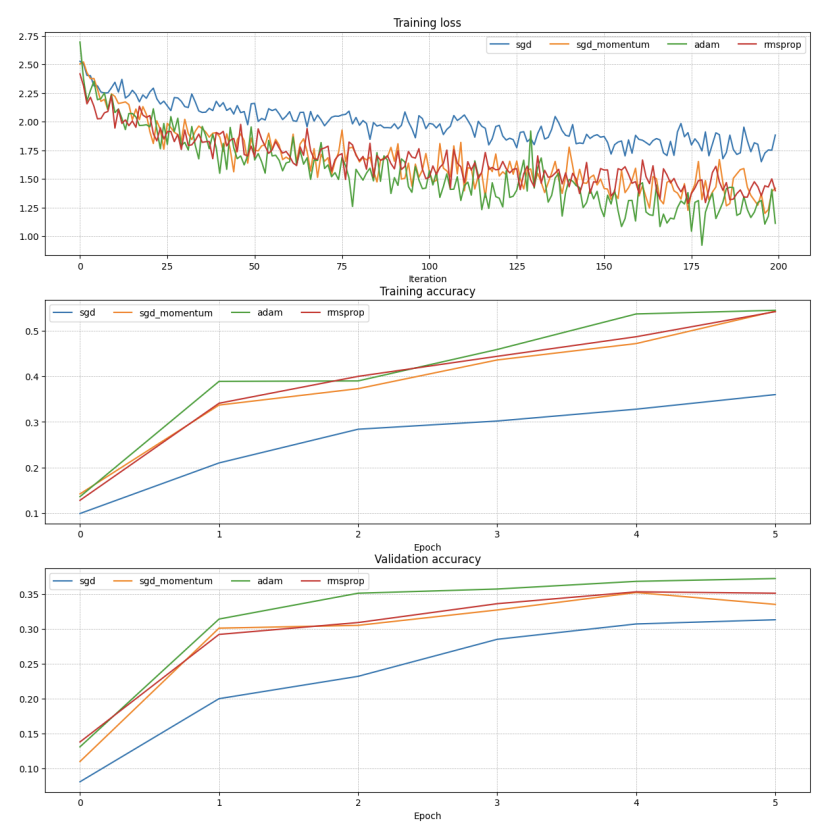 Training loss
2.75
2.50
2.25
2.00
1.75
1.50
1.25
1.00
sgd sgd_momentum adam rmsprop
0 25 50 75 100 125 150 175 200
Iteration
Training accuracy
0.5
0.4
0.3
0.2
0.1
sgd sgd_momentum adam rmsprop
0 1 2 3 4 5
Epoch
Validation accuracy
0.35
0.30
0.25
0.20
0.15
0.10
sgd sgd_momentum adam rmsprop
0 1 2 3 4 5
Epoch